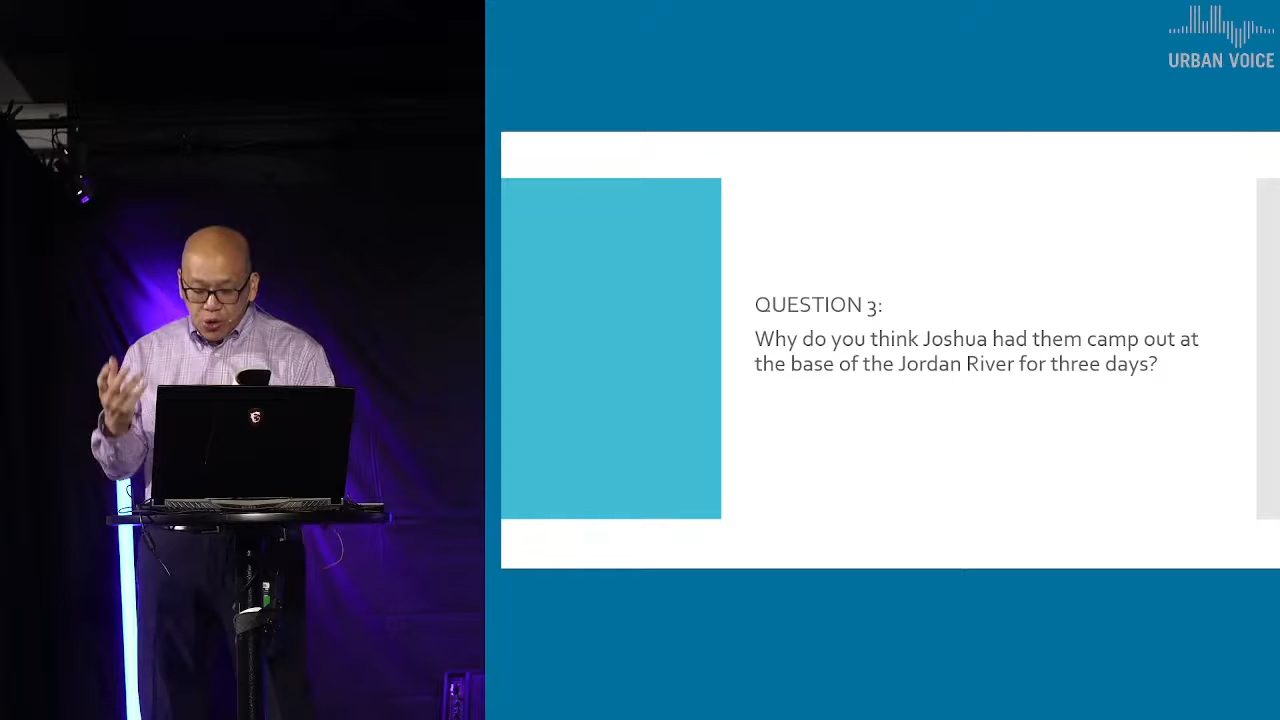 URBAN VOICE
QUESTION 3:
Why do you think Joshua had them camp out at
the base of the Jordan River for three days?